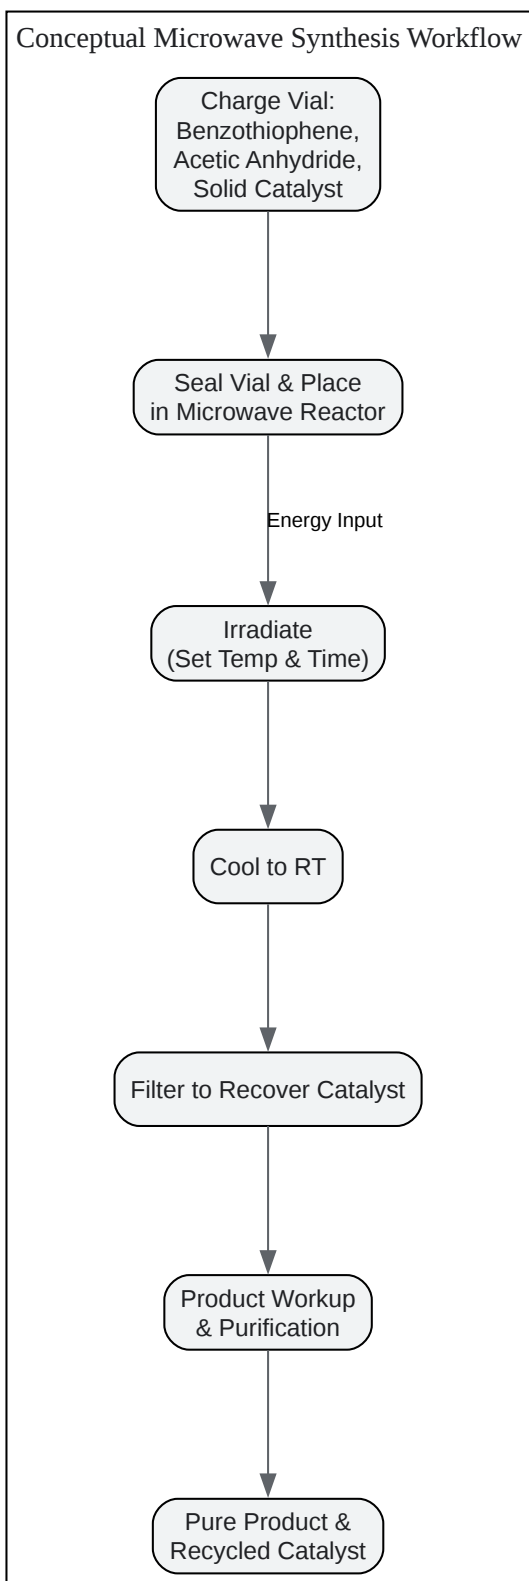 Conceptual Microwave Synthesis Workflow
Charge Vial:
Benzothiophene,
Acetic Anhydride,
Solid Catalyst
Seal Vial & Place
in Microwave Reactor
Energy Input
Irradiate
(Set Temp & Time)
Cool to RT
Filter to Recover Catalyst
Product Workup
& Purification
Pure Product &
Recycled Catalyst